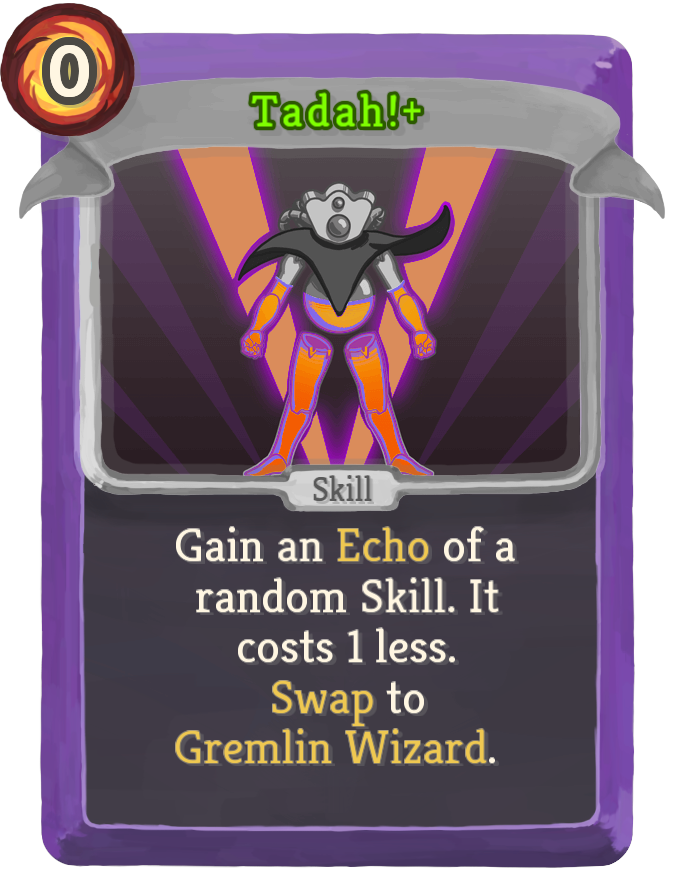 0
Tadah!+
Skill
Gain an Echo of a
random Skill. It
costs 1 less.
Swap to
Gremlin Wizard.